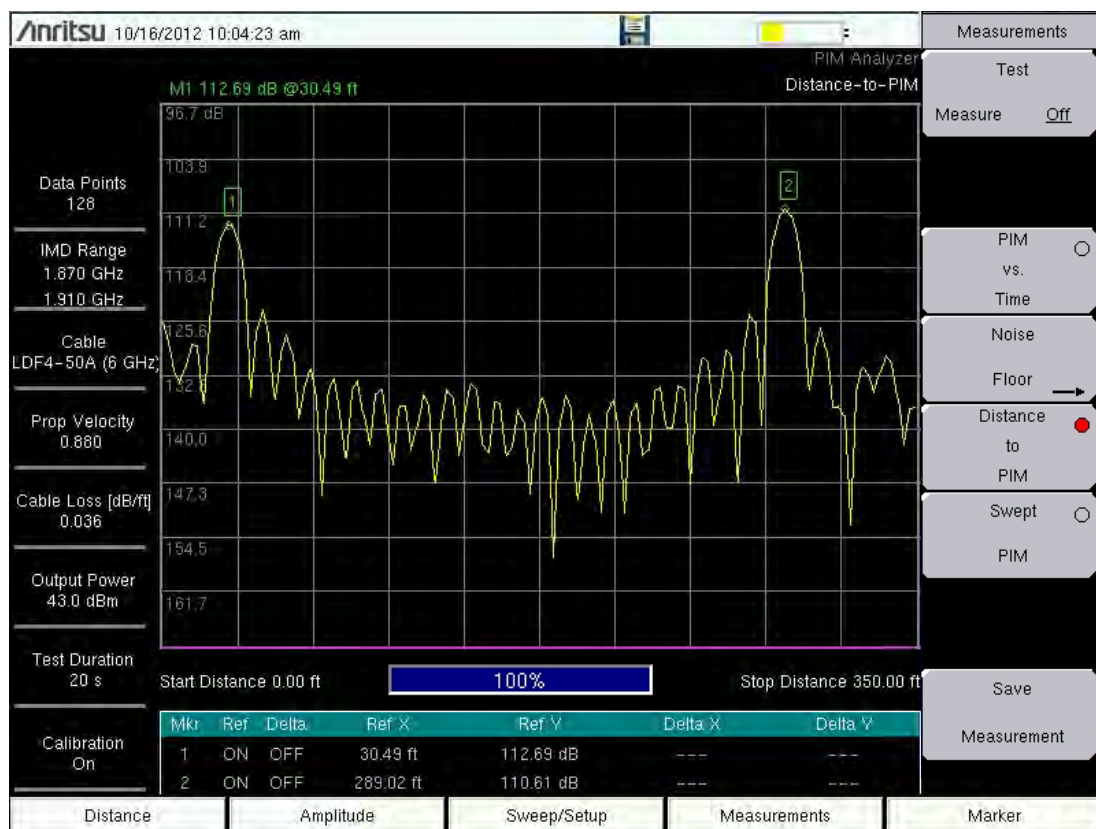 /Inritsu 10/16/2012 10:04:23 am
Measurements
PIM Analyzer
Distance-to-PIM
M1 112.69 dB @30.49 ft
Test
Measure Off
96.7 dB
103.9
111.2
118.4
125.6
132.
140.0
147.3
154.5
161.7
1
2
Data Points
128
IMD Range
1.870 GHz
1.910 GHz
Cable
LDF4-50A (6 GHz)
Prop Velocity
0.880
Cable Loss [dB/ft]
0.036
Output Power
43.0 dBm
Test Duration
20 s
Calibration
On
PIM
vs.
Time
Noise
Floor
Distance
to
PIM
Swept
PIM
Save
Measurement
Start Distance 0.00 ft 100% Stop Distance 350.00 ft
Mkr Ref Delta Ref X Ref Y Delta X Delta Y
1 ON OFF 30.49 ft 112.69 dB --- ---
2 ON OFF 289.02 ft 110.61 dB --- ---
Distance Amplitude Sweep/Setup Measurements Marker